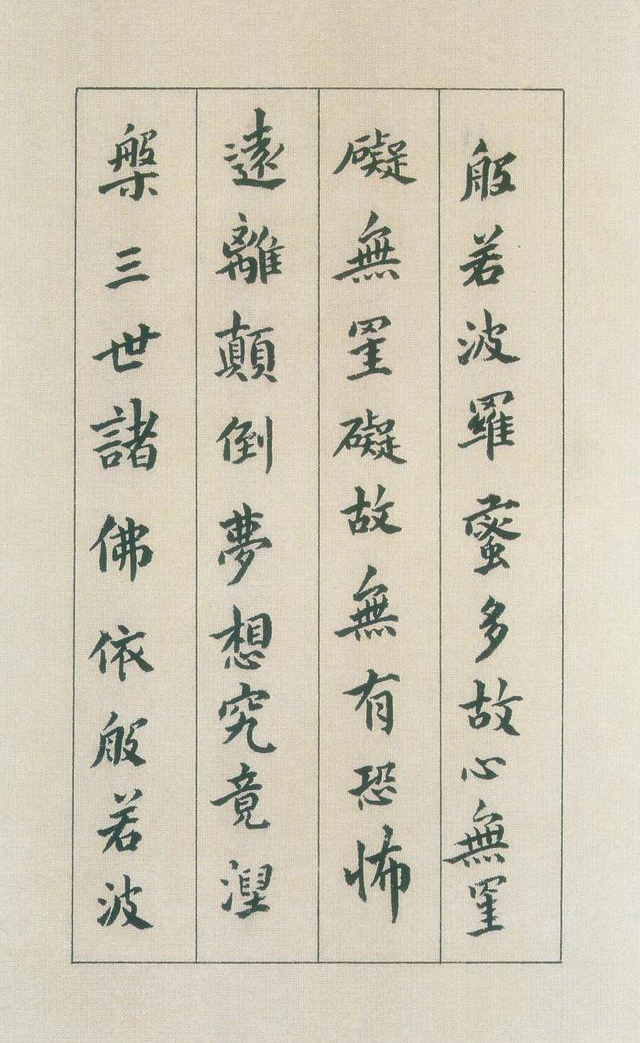 般若波羅蜜多故心無罣
礙無罣礙故無有恐怖
遠離顛倒夢想究竟涅
槃三世諸佛依般若波